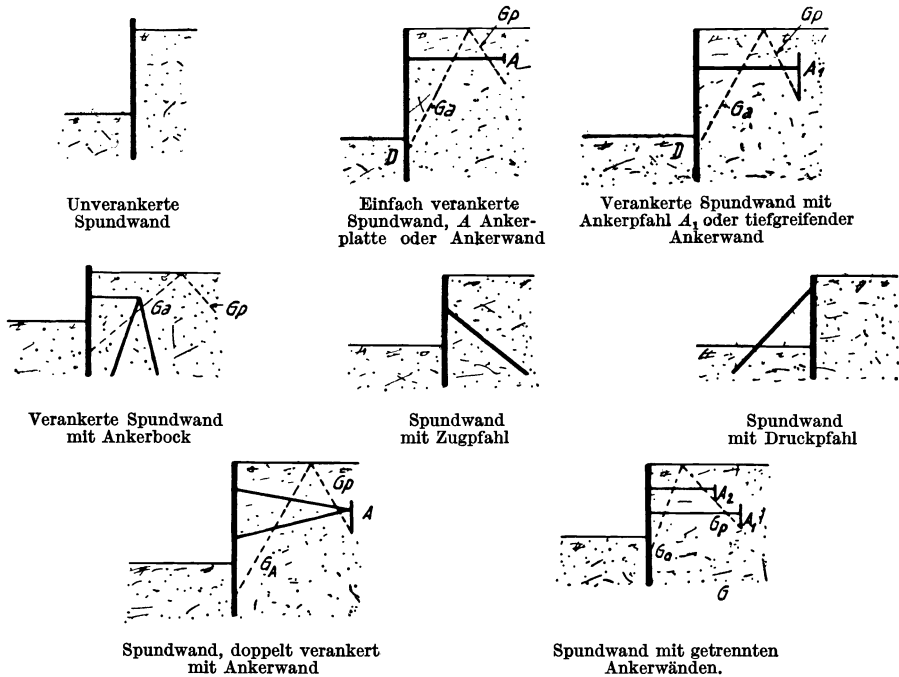 Gp
A
Ga
D
Gp
A1
Ga
D
Unverankerte
Spundwand
Einfach verankerte
Spundwand, A Anker-
platte oder Ankerwand
Verankerte Spundwand mit
Ankerpfahl A1 oder tiefgreifender
Ankerwand
Ga
Gp
Verankerte Spundwand
mit Ankerbock
Spundwand
mit Zugpfahl
Spundwand
mit Druckpfahl
Gp
A
GA
A2
Gp
A1
Ga
G
Spundwand, doppelt verankert
mit Ankerwand
Spundwand mit getrennten
Ankerwänden.